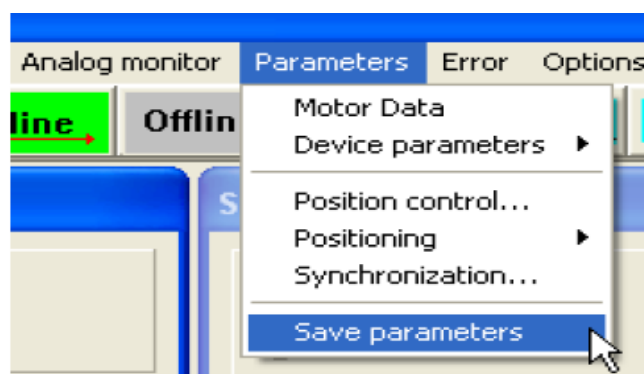 Analog monitor Parameters Error Options
line Offlin
Motor Data
Device parameters
S
Position control...
Positioning
Synchronization...
Save parameters